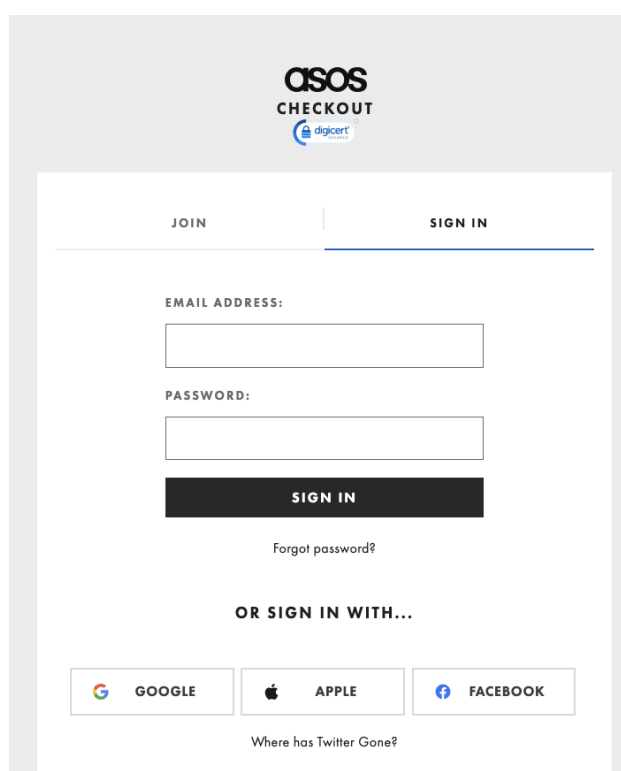 asos
CHECKOUT
digicert
JOIN
SIGN IN
EMAIL ADDRESS:
PASSWORD:
SIGN IN
Forgot password?
OR SIGN IN WITH...
GOOGLE
APPLE
FACEBOOK
Where has Twitter Gone?